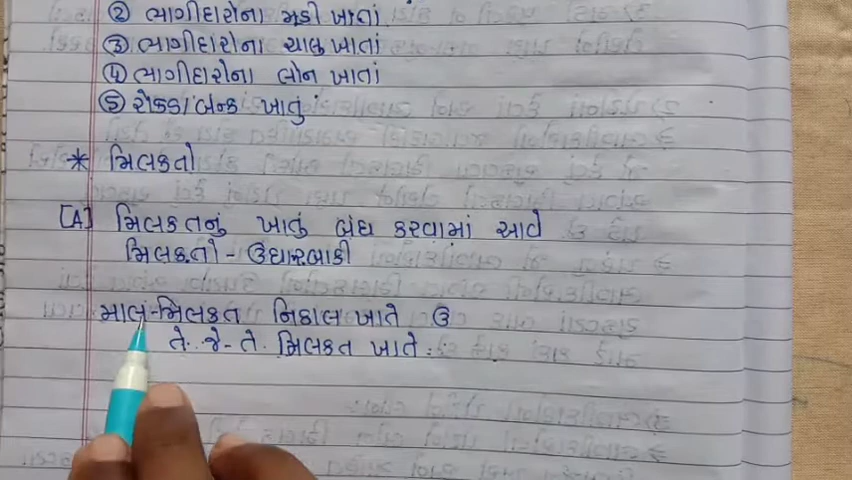 ② ભાગીદારોના મૂડી ખાતાં
③ ભાગીદારોના ચાલુ ખાતાં
④ ભાગીદારોના લોન ખાતાં
⑤ રોકડ/બેન્ક ખાતું
* મિલકતો
[A] મિલકતનું ખાતું બંધ કરવામાં આવે
મિલકતો - ઉધારબાકી
માલ-મિલકત નિકાલ ખાતે ઉ
તે જે-તે મિલકત ખાતે.